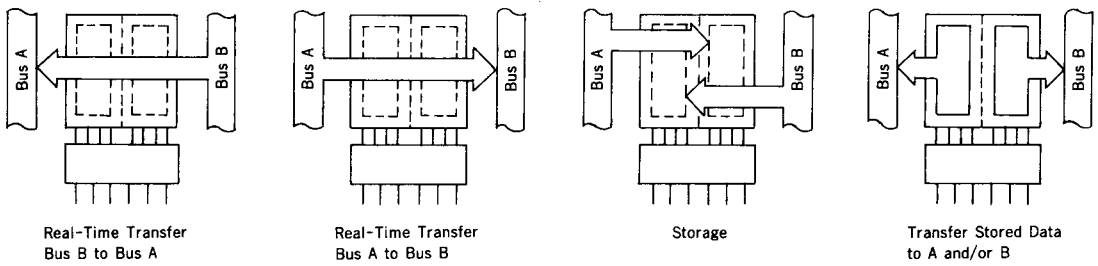 Bus A
Bus B
Bus A
Bus B
Bus A
Bus B
Bus A
Bus B
Real-Time Transfer
Bus B to Bus A
Real-Time Transfer
Bus A to Bus B
Storage
Transfer Stored Data
to A and/or B